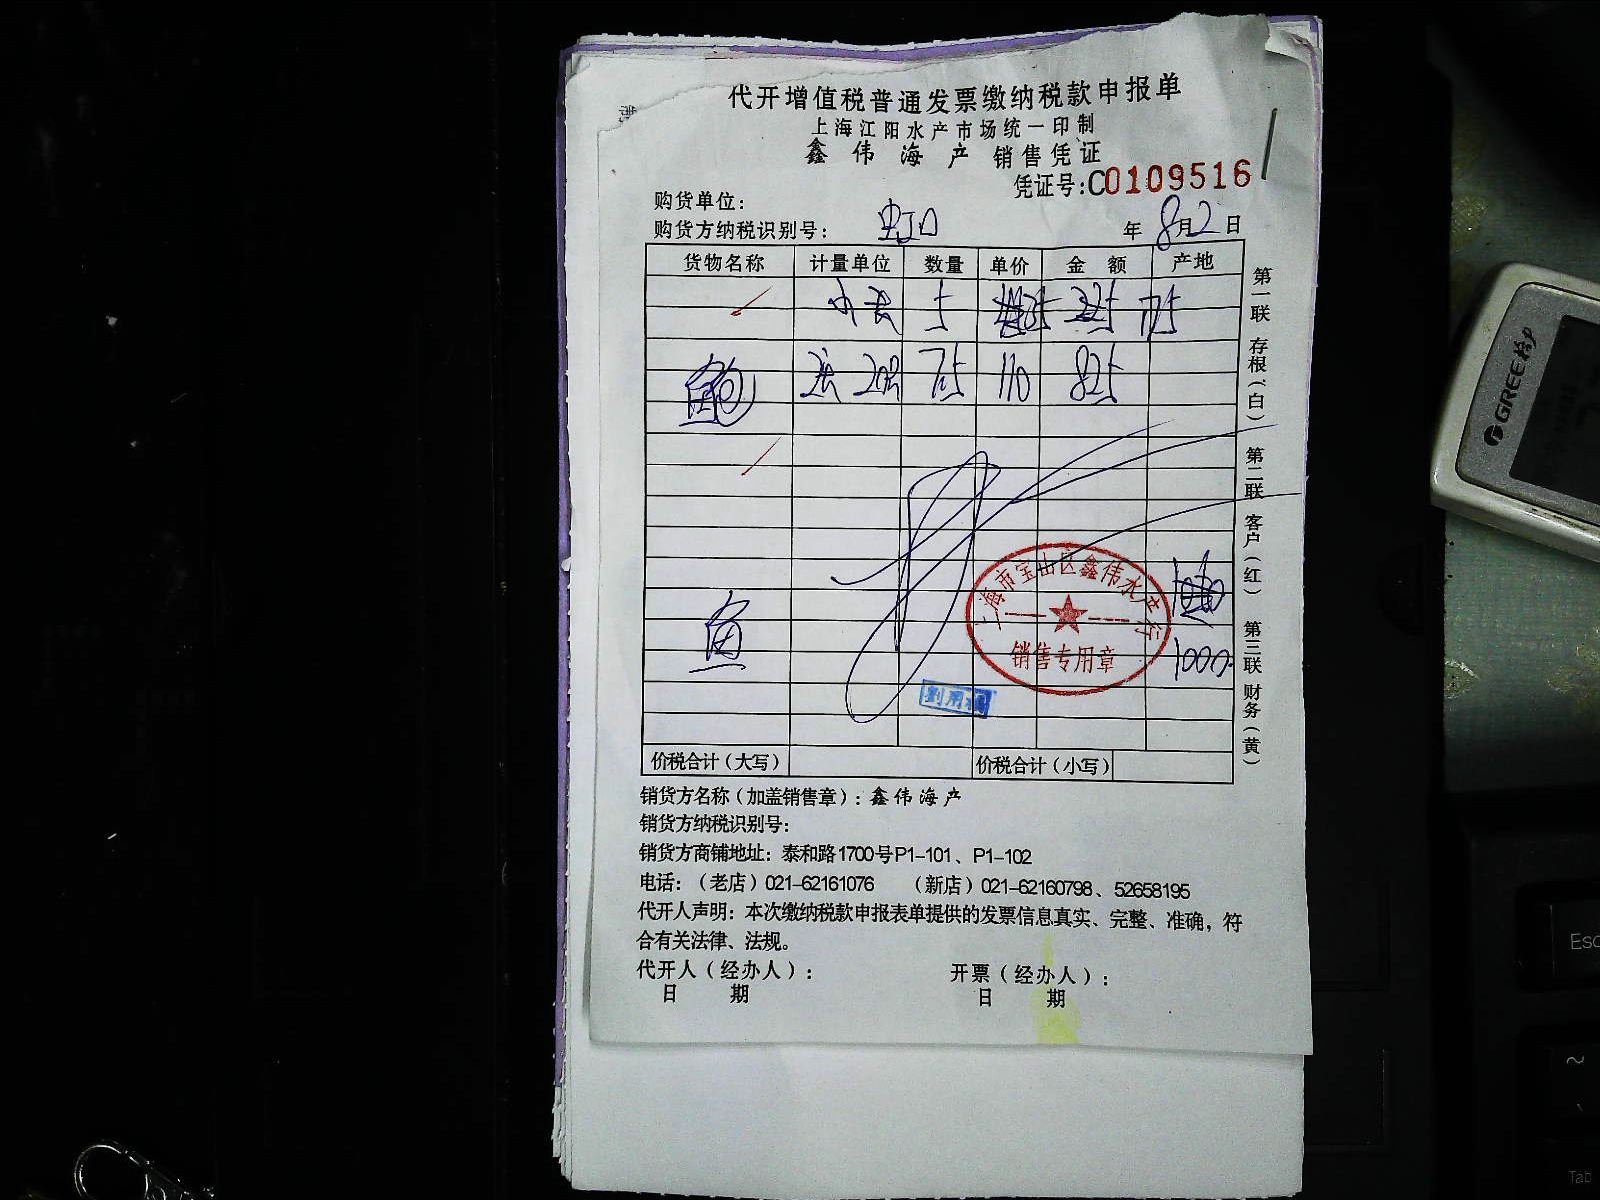 代开增值税普通发票缴纳税款申报单
上海江阳水产市场统一印制
鑫伟海产 销售凭证
凭证号:C0109516
购货单位:
购货方纳税识别号: 虹口 年8月2日
货物名称 计量单位 数量 单价 金额 产地
5 175
7.5 110 825
鱼
1000.
上海市宝山区鑫伟水产行
销售专用章
价税合计(大写) 价税合计(小写)
第一联 存根(白) 第二联 客户(红) 第三联 财务(黄)
销货方名称(加盖销售章):鑫伟海产
销货方纳税识别号:
销货方商铺地址:泰和路1700号P1-101、P1-102
电话:(老店)021-62161076 (新店)021-62160798、52658195
代开人声明:本次缴纳税款申报表单提供的发票信息真实、完整、准确,符
合有关法律、法规。
代开人(经办人): 开票(经办人):
日 期 日 期
GREE格力
Esc
~
Tab